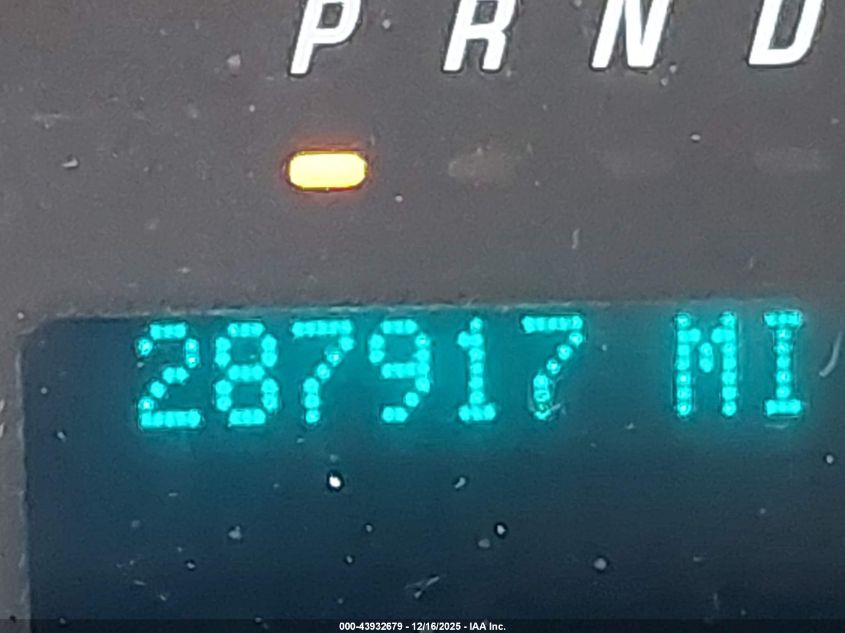 P R N D
287917 MI
000-43932679 - 12/16/2025 - IAA Inc.